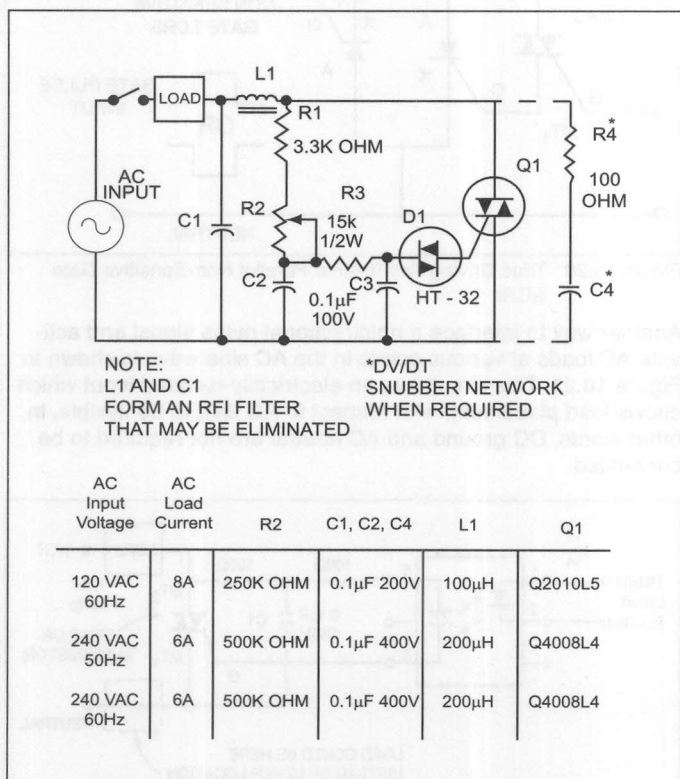 L1
LOAD
R1
3.3K OHM
R4*
100
OHM
Q1
AC
INPUT
R3
15k
1/2W
R2
D1
C1
C2
C3
HT - 32
C4*
0.1µF
100V
NOTE:
L1 AND C1
FORM AN RFI FILTER
THAT MAY BE ELIMINATED
*DV/DT
SNUBBER NETWORK
WHEN REQUIRED
AC Input Voltage AC Load Current R2 C1, C2, C4 L1 Q1
120 VAC 60Hz 8A 250K OHM 0.1µF 200V 100µH Q2010L5
240 VAC 50Hz 6A 500K OHM 0.1µF 400V 200µH Q4008L4
240 VAC 60Hz 6A 500K OHM 0.1µF 400V 200µH Q4008L4